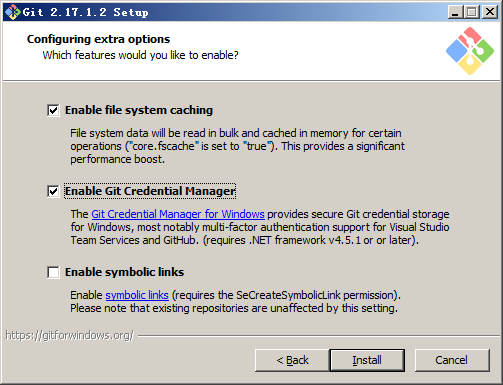 Git 2.17.1.2 Setup
Configuring extra options
Which features would you like to enable?
Enable file system caching
File system data will be read in bulk and cached in memory for certain
operations ("core.fscache" is set to "true"). This provides a significant
performance boost.
Enable Git Credential Manager
The Git Credential Manager for Windows provides secure Git credential storage
for Windows, most notably multi-factor authentication support for Visual Studio
Team Services and GitHub. (requires .NET framework v4.5.1 or or later).
Enable symbolic links
Enable symbolic links (requires the SeCreateSymbolicLink permission).
Please note that existing repositories are unaffected by this setting.
https://gitforwindows.org/
< Back Install Cancel